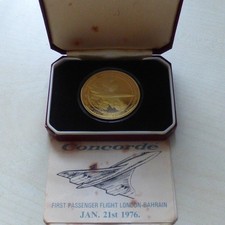 Concorde
FIRST PASSENGER FLIGHT LONDON-BAHRAIN
JAN. 21st 1976.